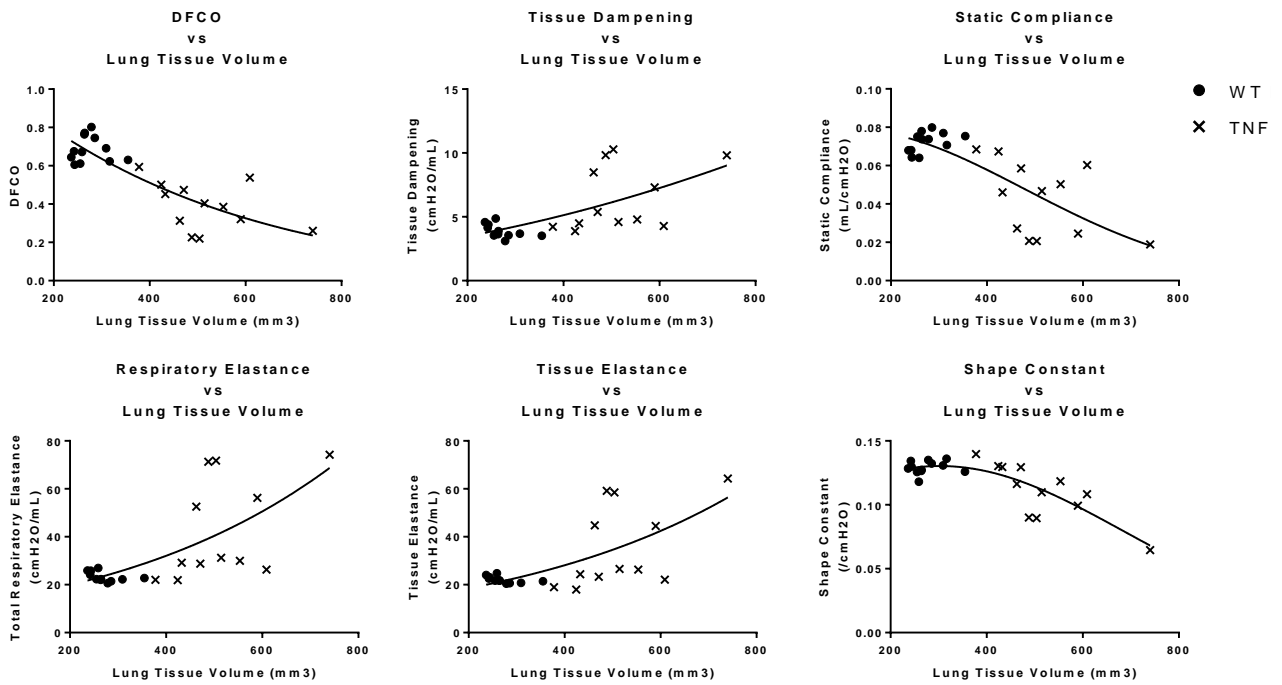 DFCO
vs
Lung Tissue Volume
1.0
0.8
0.6
0.4
0.2
0.0
DFCO
200 400 600 800
Lung Tissue Volume (mm3)
Tissue Dampening
vs
Lung Tissue Volume
15
10
5
0
Tissue Dampening
(cmH2O/mL)
200 400 600 800
Lung Tissue Volume (mm3)
Static Compliance
vs
Lung Tissue Volume
0.10
0.08
0.06
0.04
0.02
0.00
Static Compliance
(mL/cmH2O)
200 400 600 800
Lung Tissue Volume (mm3)
WT
TNF
Respiratory Elastance
vs
Lung Tissue Volume
80
60
40
20
0
Total Respiratory Elastance
(cmH2O/mL)
200 400 600 800
Lung Tissue Volume (mm3)
Tissue Elastance
vs
Lung Tissue Volume
80
60
40
20
0
Tissue Elastance
(cmH2O/mL)
200 400 600 800
Lung Tissue Volume (mm3)
Shape Constant
vs
Lung Tissue Volume
0.15
0.10
0.05
0.00
Shape Constant
(/cmH2O)
200 400 600 800
Lung Tissue Volume (mm3)